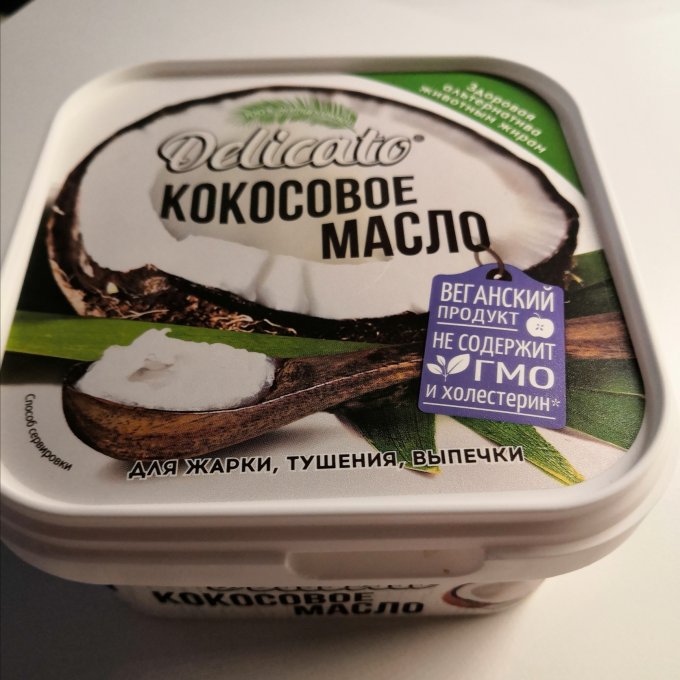 Здоровая
альтернатива
животным жирам
Delicato®
КОКОСОВОЕ
МАСЛО
ВЕГАНСКИЙ
ПРОДУКТ
НЕ СОДЕРЖИТ
ГМО
и холестерин*
Способ сервировки
ДЛЯ ЖАРКИ, ТУШЕНИЯ, ВЫПЕЧКИ
КОКОСОВОЕ
МАСЛО